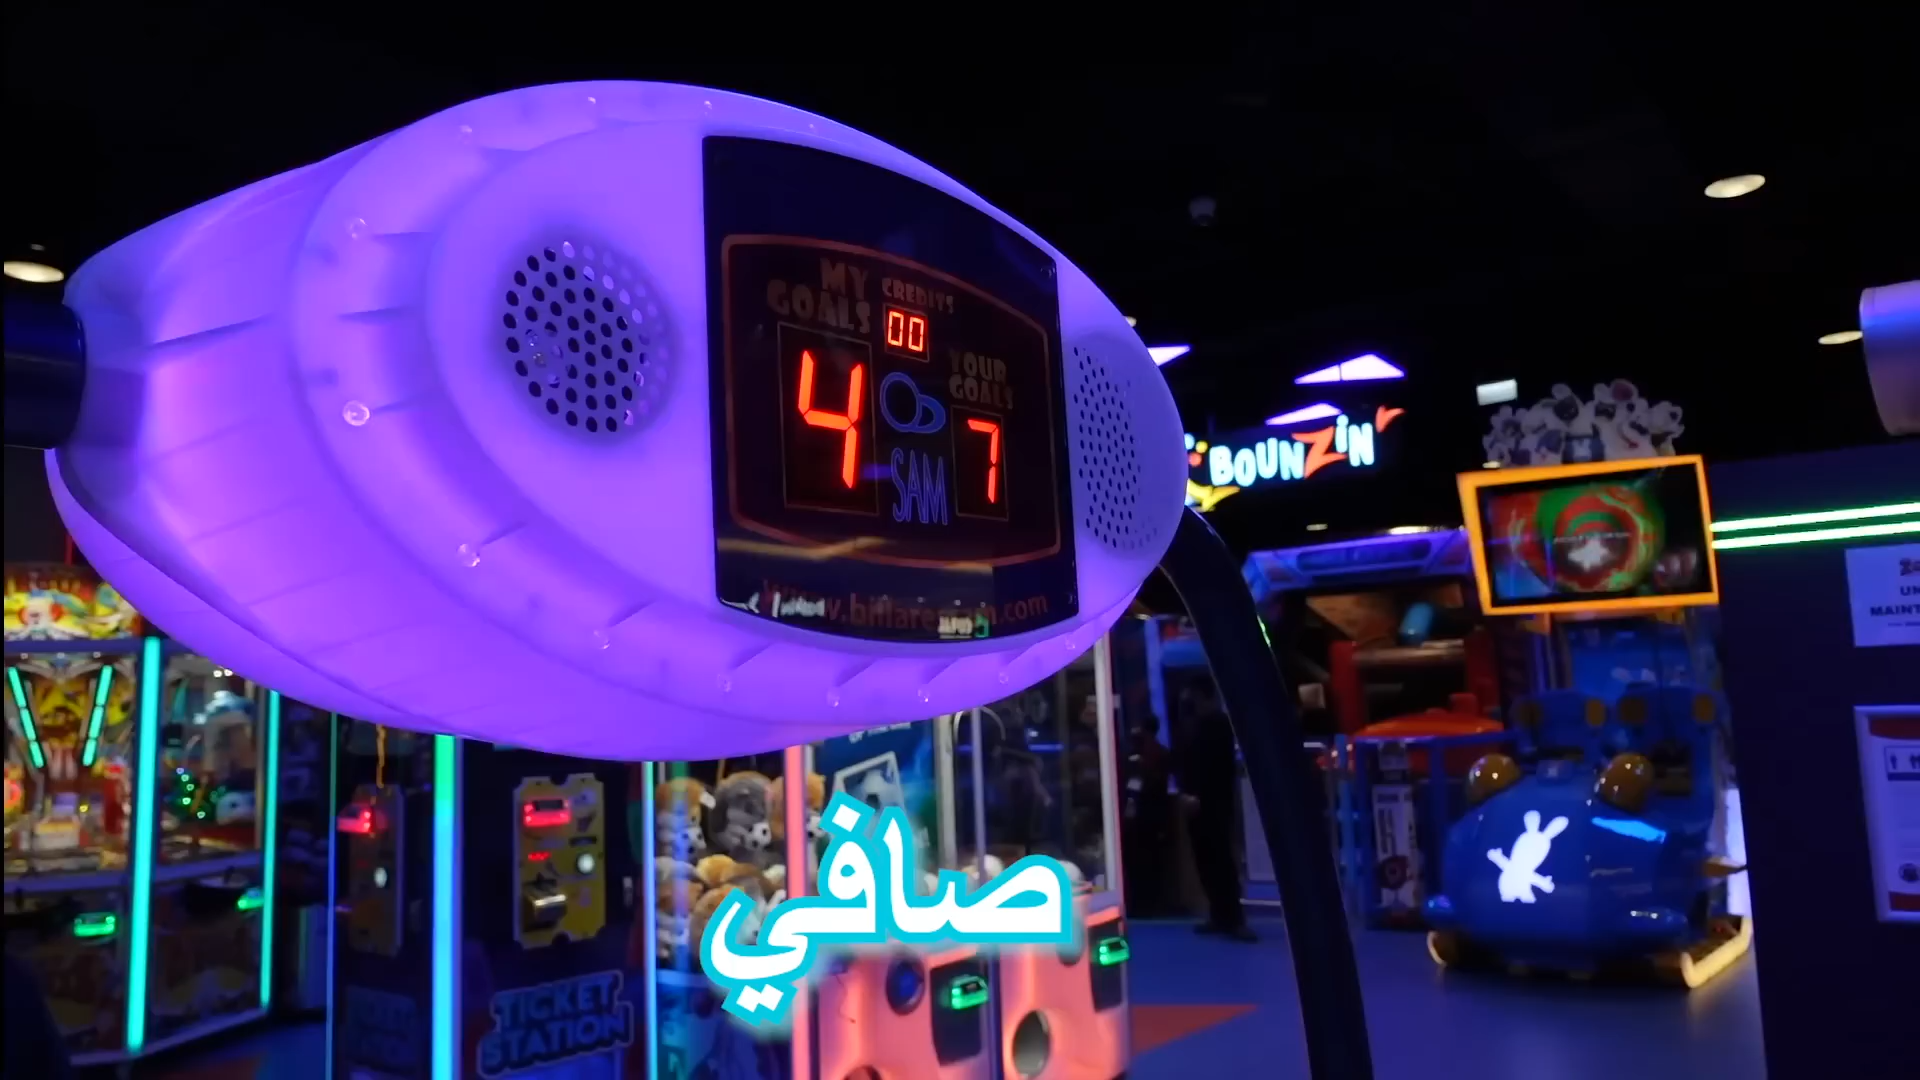 MY GOALS
CREDITS
00
YOUR GOALS
4
7
SAM
BOUNZIN
صافي
TICKET
STATION